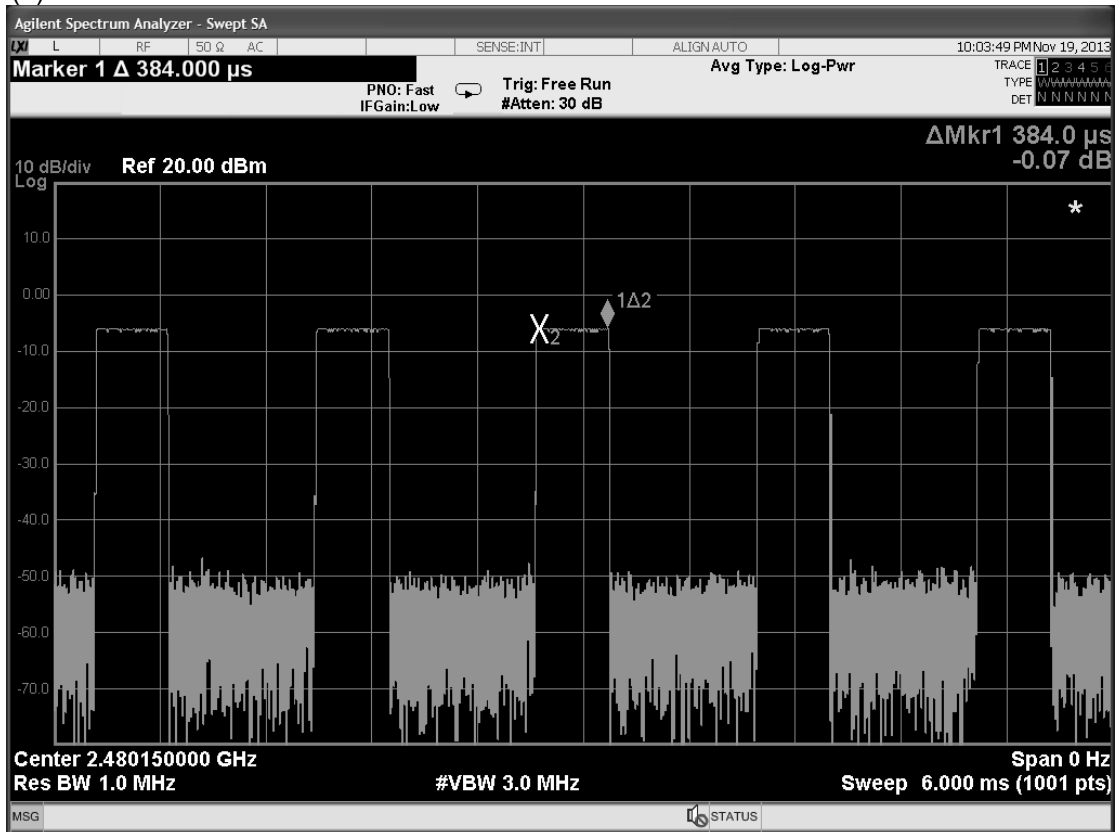 Agilent Spectrum Analyzer - Swept SA
LXI L RF 50 Ω AC SENSE:INT ALIGN AUTO 10:03:49 PM Nov 19, 2013
Marker 1 Δ 384.000 µs
PNO: Fast
IFGain:Low
Trig: Free Run
#Atten: 30 dB
Avg Type: Log-Pwr
TRACE 1 2 3 4 5 6
TYPE
DET N N N N N N
ΔMkr1 384.0 µs
-0.07 dB
10 dB/div Ref 20.00 dBm
Log
*
10.0
0.00
1Δ2
X2
-10.0
-20.0
-30.0
-40.0
-50.0
-60.0
-70.0
Center 2.480150000 GHz Span 0 Hz
Res BW 1.0 MHz #VBW 3.0 MHz Sweep 6.000 ms (1001 pts)
MSG STATUS